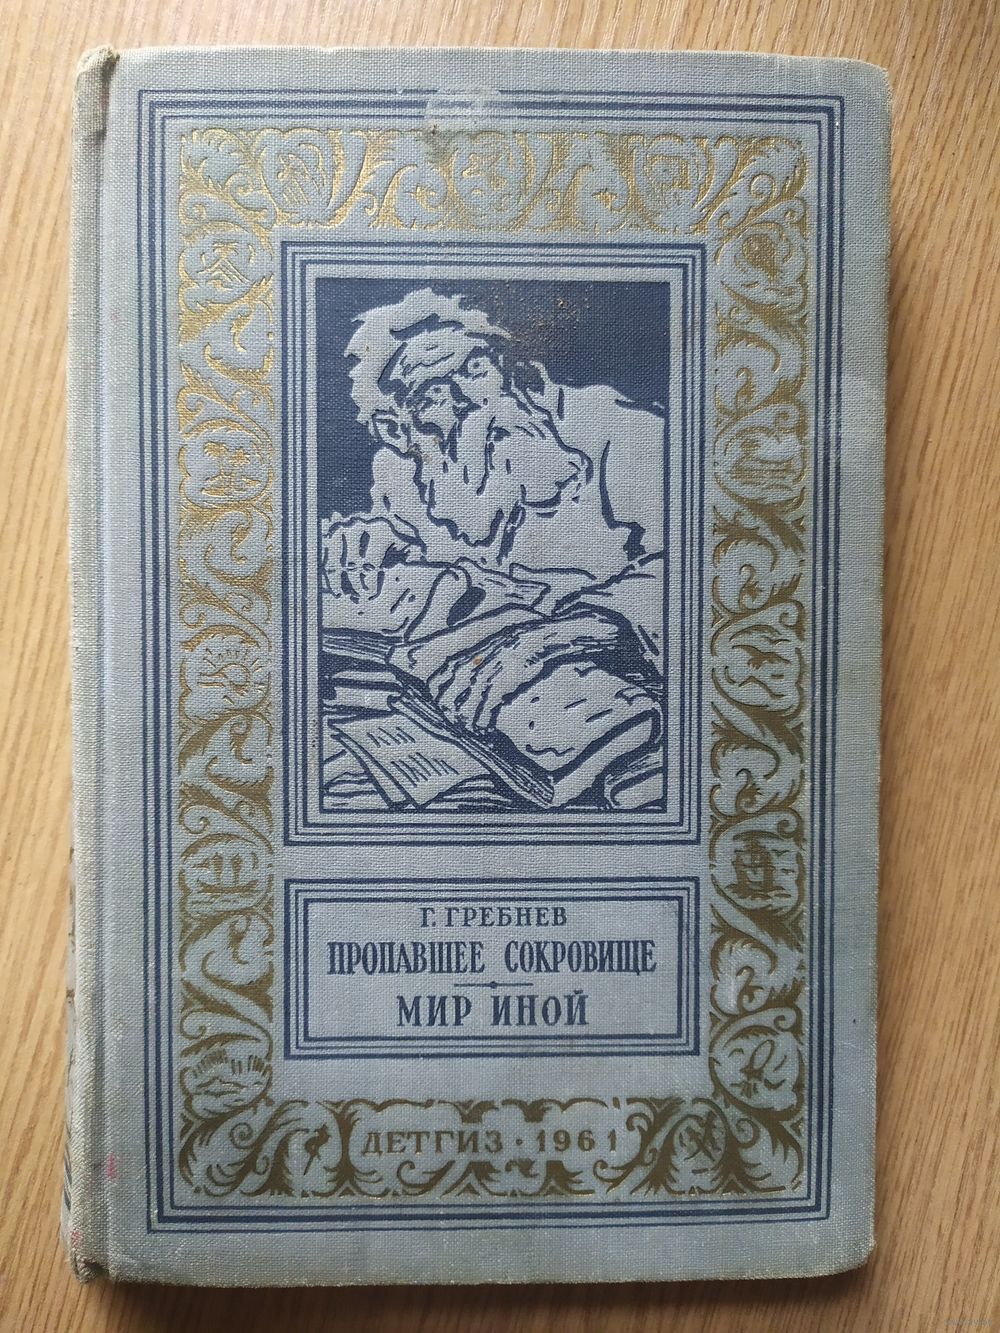 Г. ГРЕБНЕВ
ПРОПАВШЕЕ СОКРОВИЩЕ
МИР ИНОЙ
ДЕТГИЗ · 1961